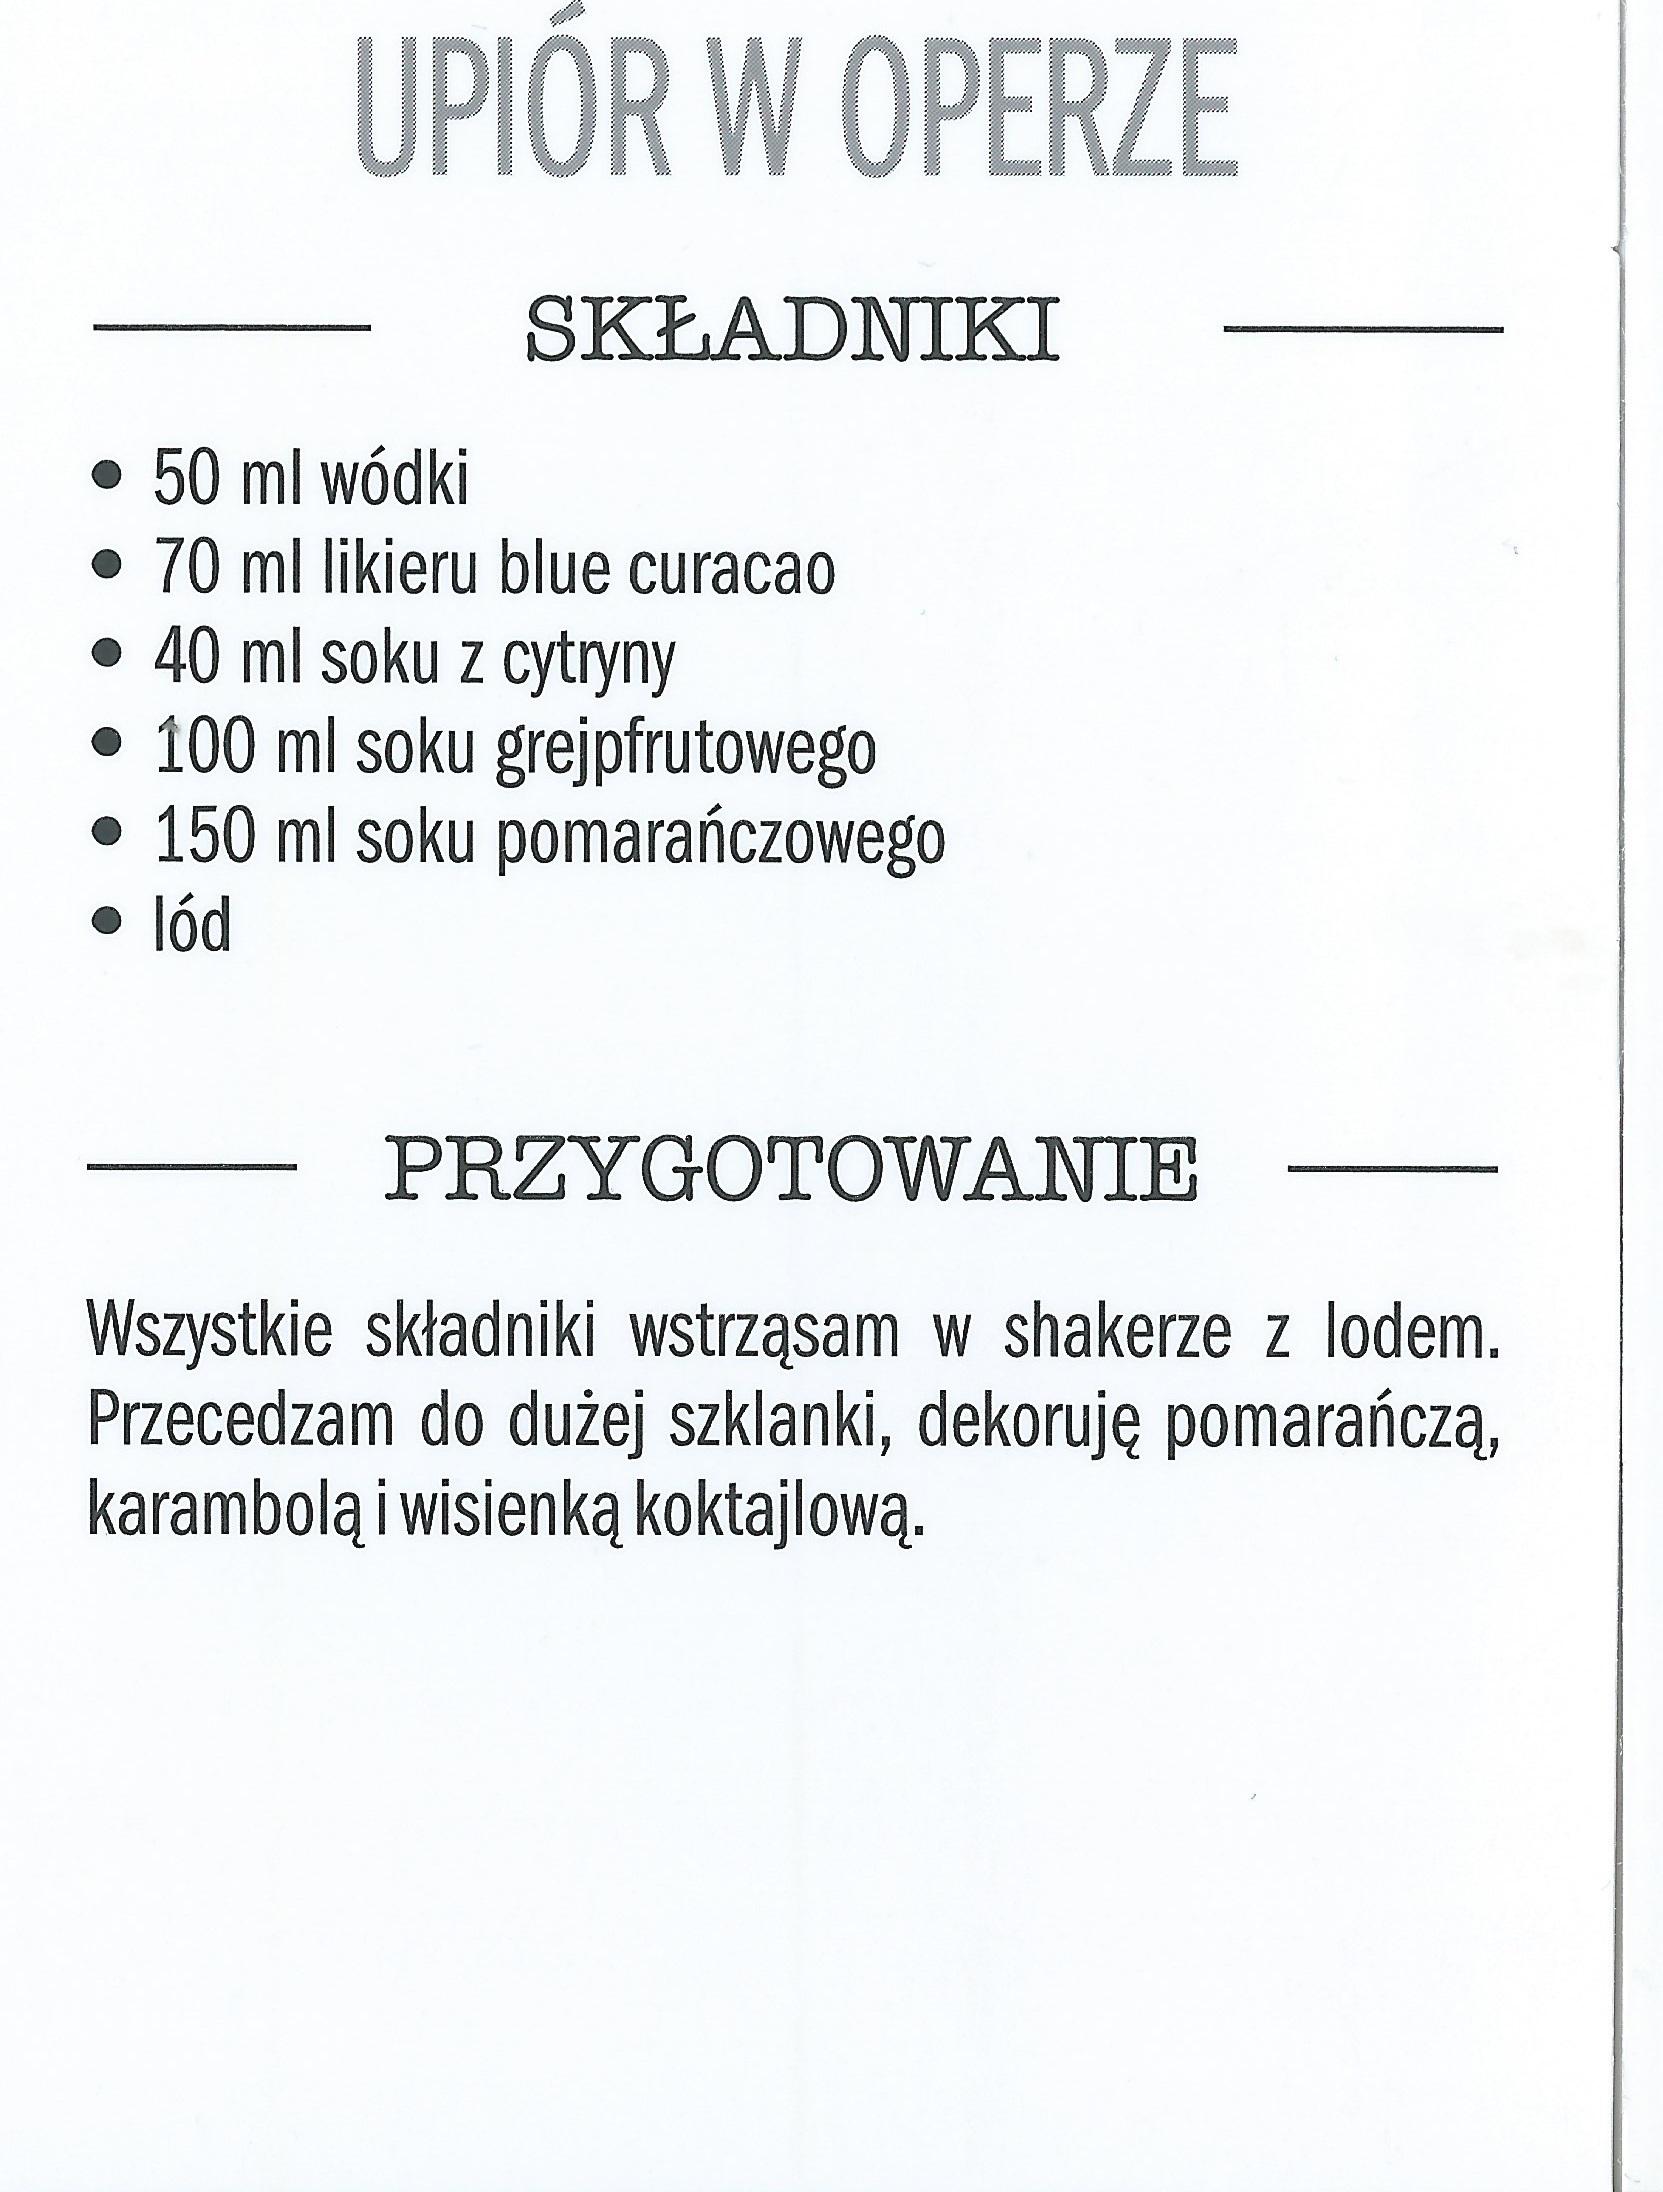 UPIÓR W OPERZE
SKŁADNIKI
• 50 ml wódki
• 70 ml likieru blue curacao
• 40 ml soku z cytryny
• 100 ml soku grejpfrutowego
• 150 ml soku pomarańczowego
• lód
PRZYGOTOWANIE
Wszystkie składniki wstrząsam w shakerze z lodem.
Przecedzam do dużej szklanki, dekoruję pomarańczą,
karambolą i wisienką koktajlową.